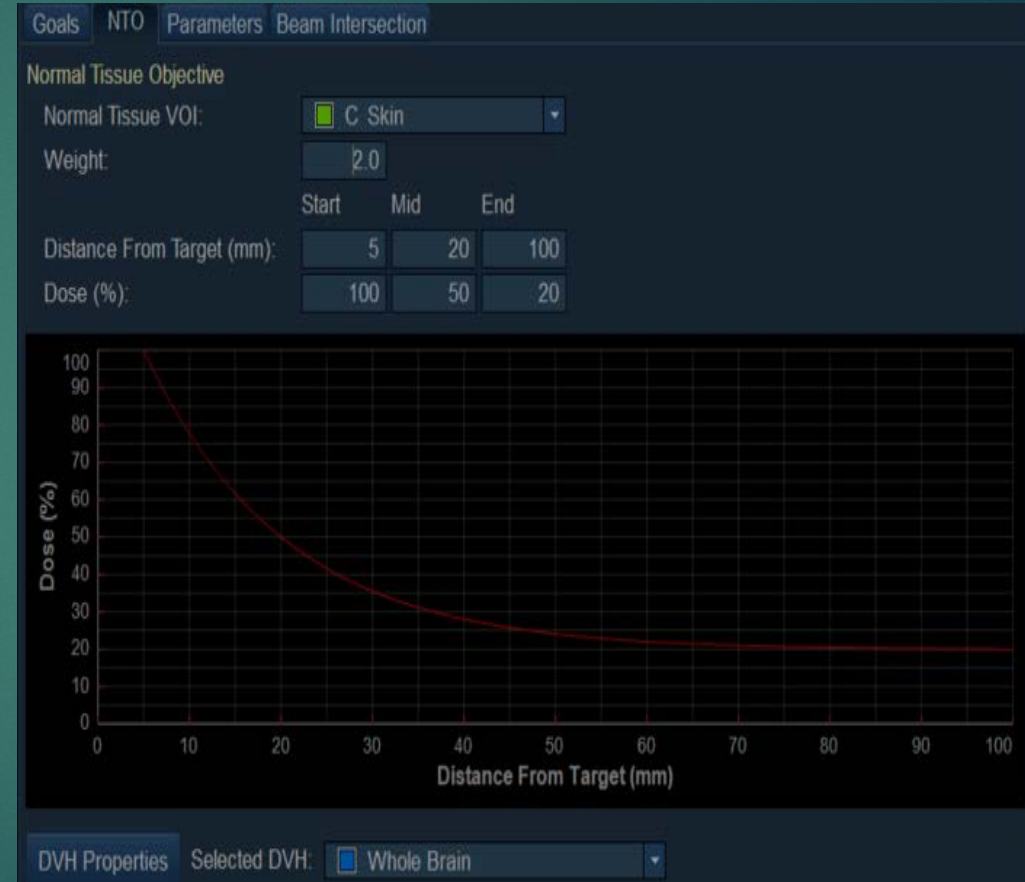 Goals NTO Parameters Beam Intersection
Normal Tissue Objective
Normal Tissue VOI: C Skin
Weight: 2.0
Start Mid End
Distance From Target (mm): 5 20 100
Dose (%): 100 50 20
100
90
80
70
60
50
40
30
20
10
0
Dose (%)
0 10 20 30 40 50 60 70 80 90 100
Distance From Target (mm)
DVH Properties Selected DVH: Whole Brain